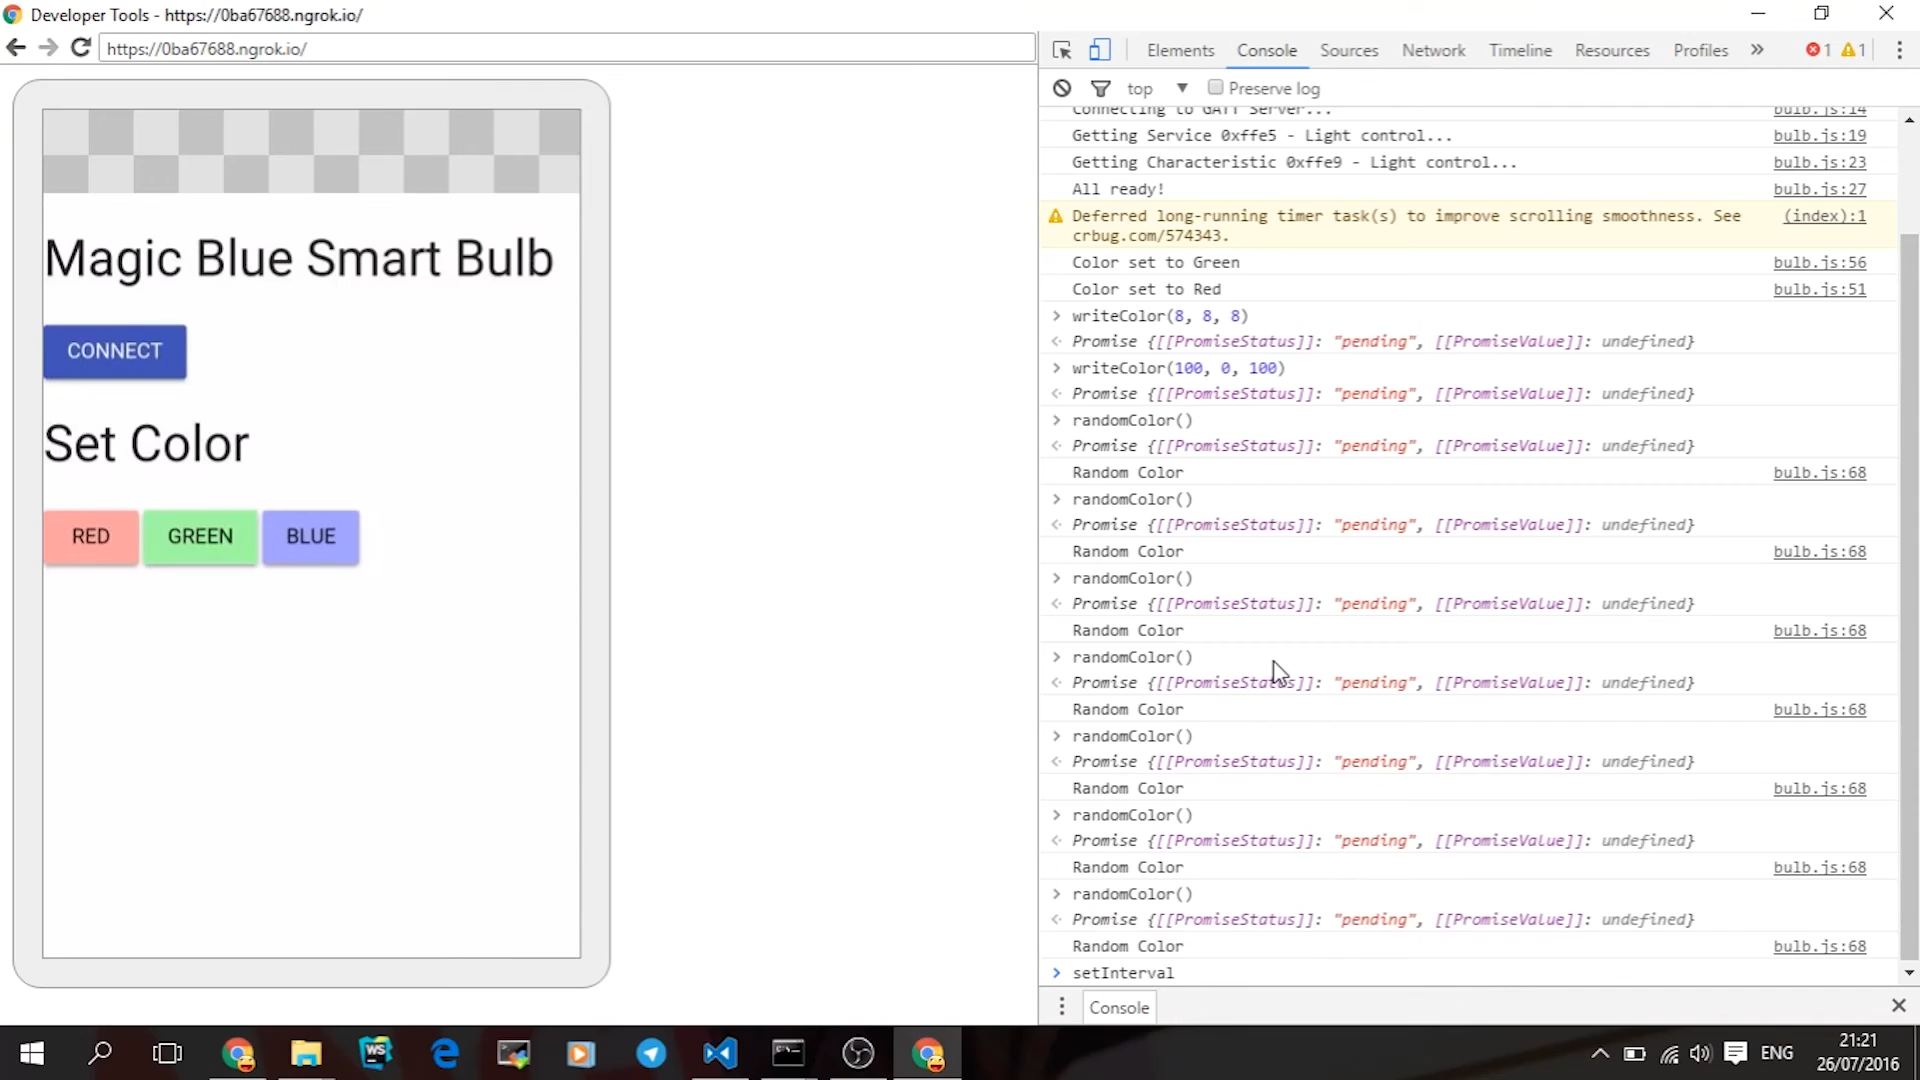 Developer Tools - https://0ba67688.ngrok.io/
https://0ba67688.ngrok.io/
Elements Console Sources Network Timeline Resources Profiles » 1 1
top Preserve log
Magic Blue Smart Bulb
CONNECT
Set Color
RED GREEN BLUE
Connecting to GATT Server... bulb.js:14
Getting Service 0xffe5 - Light control... bulb.js:19
Getting Characteristic 0xffe9 - Light control... bulb.js:23
All ready! bulb.js:27
Deferred long-running timer task(s) to improve scrolling smoothness. See (index):1
crbug.com/574343.
Color set to Green bulb.js:56
Color set to Red bulb.js:51
> writeColor(8, 8, 8)
Promise {[[PromiseStatus]]: "pending", [[PromiseValue]]: undefined}
> writeColor(100, 0, 100)
Promise {[[PromiseStatus]]: "pending", [[PromiseValue]]: undefined}
> randomColor()
Promise {[[PromiseStatus]]: "pending", [[PromiseValue]]: undefined}
Random Color bulb.js:68
> randomColor()
Promise {[[PromiseStatus]]: "pending", [[PromiseValue]]: undefined}
Random Color bulb.js:68
> randomColor()
Promise {[[PromiseStatus]]: "pending", [[PromiseValue]]: undefined}
Random Color bulb.js:68
> randomColor()
Promise {[[PromiseStatus]]: "pending", [[PromiseValue]]: undefined}
Random Color bulb.js:68
> randomColor()
Promise {[[PromiseStatus]]: "pending", [[PromiseValue]]: undefined}
Random Color bulb.js:68
> randomColor()
Promise {[[PromiseStatus]]: "pending", [[PromiseValue]]: undefined}
Random Color bulb.js:68
> randomColor()
Promise {[[PromiseStatus]]: "pending", [[PromiseValue]]: undefined}
Random Color bulb.js:68
> setInterval
Console
WS
ENG
21:21
26/07/2016